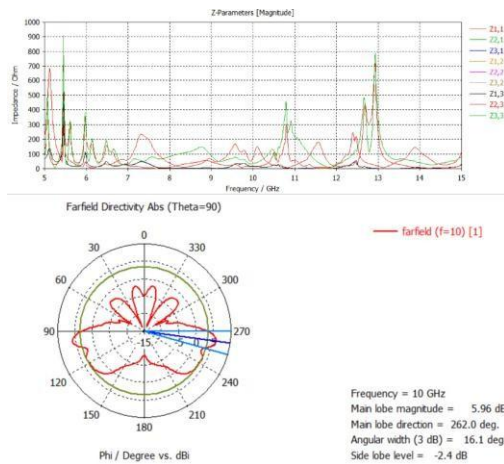 Z-Parameters [Magnitude]
1000
900
800
700
600
500
400
300
200
100
0
Impedance / Ohm
5
6
7
8
9
10
11
12
13
14
15
Frequency / GHz
Z1,1
Z2,1
Z3,1
Z1,2
Z2,2
Z3,2
Z1,3
Z2,3
Z3,3
Farfield Directivity Abs (Theta=90)
farfield (f=10) [1]
0
30
330
60
300
90
-15
270
120
240
150
210
180
Phi / Degree vs. dBi
Frequency = 10 GHz
Main lobe magnitude = 5.96 dB
Main lobe direction = 262.0 deg.
Angular width (3 dB) = 16.1 deg
Side lobe level = -2.4 dB